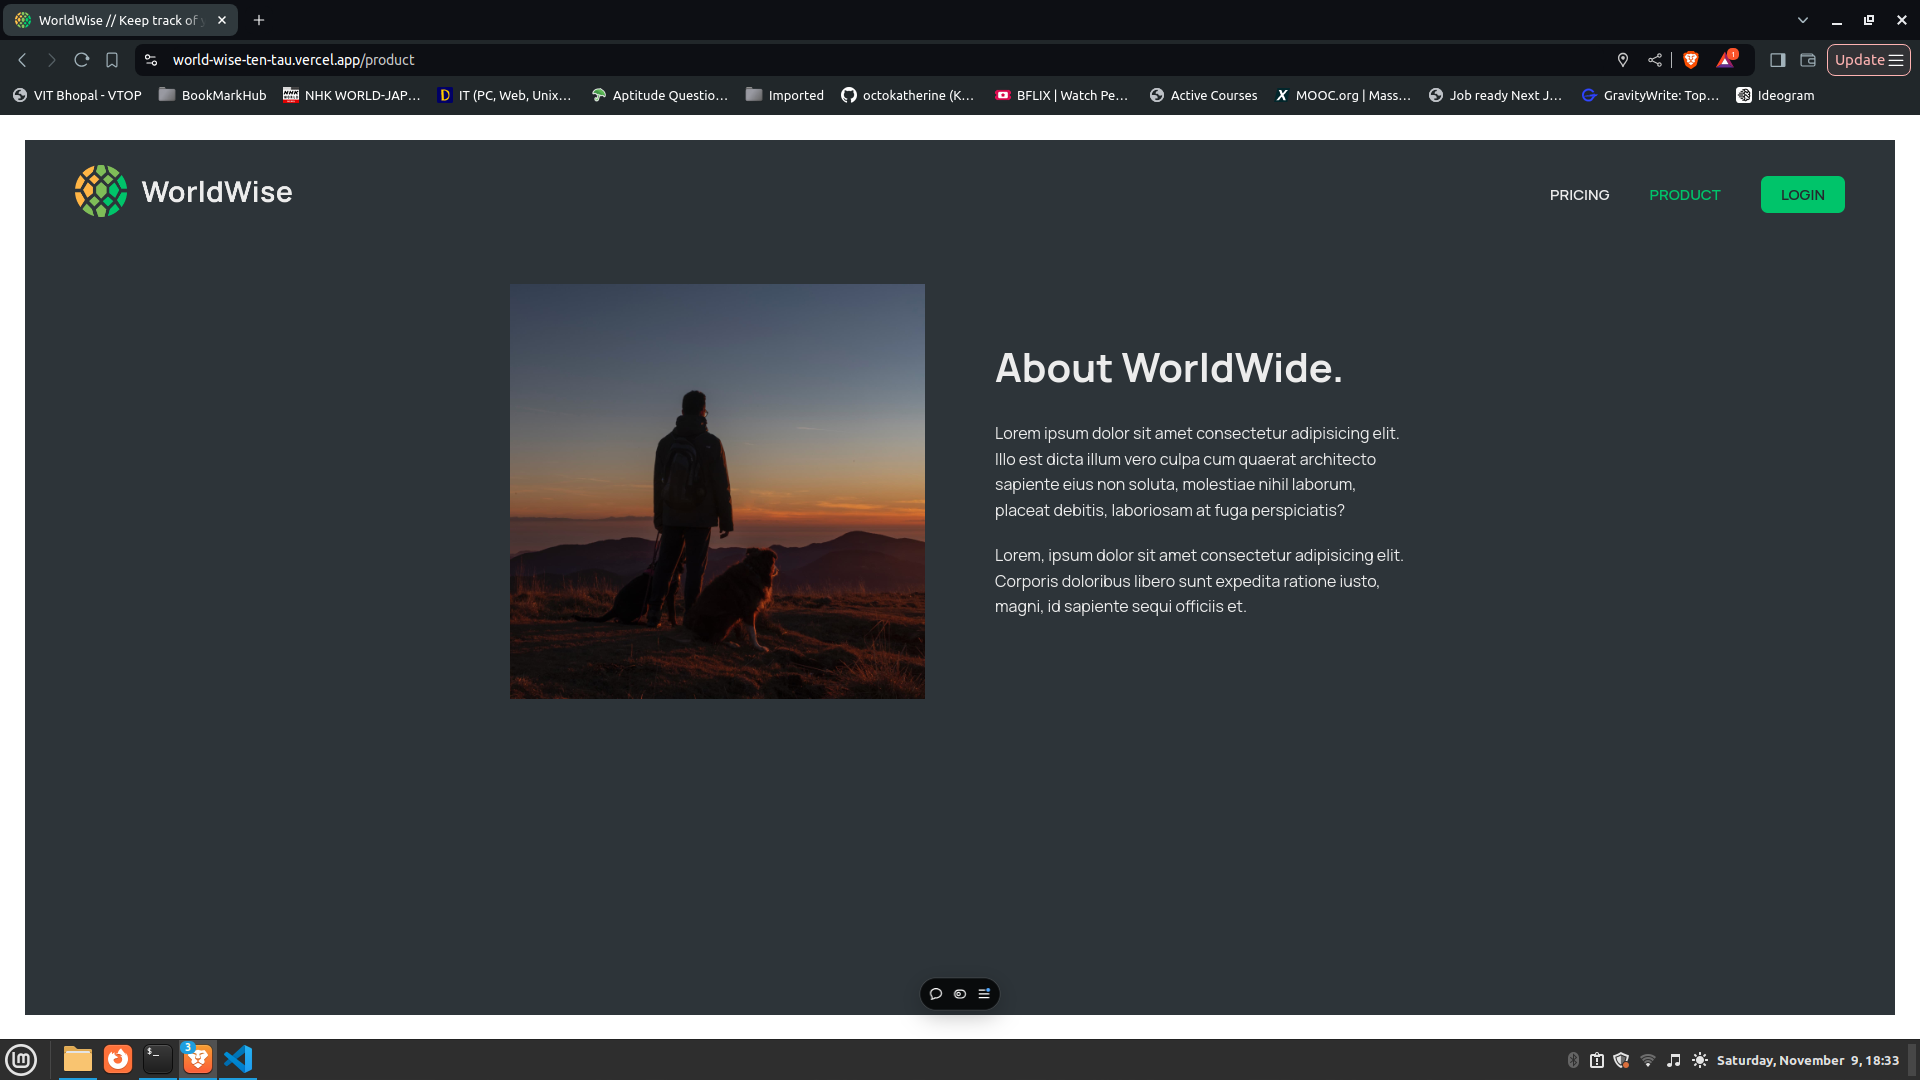 WorldWise // Keep track of
world-wise-ten-tau.vercel.app/product
1
Update
VIT Bhopal - VTOP
BookMarkHub
NHK WORLD-JAP…
IT (PC, Web, Unix…
Aptitude Questio…
Imported
octokatherine (K…
BFLIX | Watch Pe…
Active Courses
MOOC.org | Mass…
Job ready Next J…
GravityWrite: Top…
Ideogram
WorldWise
PRICING
PRODUCT
LOGIN
About WorldWide.
Lorem ipsum dolor sit amet consectetur adipisicing elit.
Illo est dicta illum vero culpa cum quaerat architecto
sapiente eius non soluta, molestiae nihil laborum,
placeat debitis, laboriosam at fuga perspiciatis?
Lorem, ipsum dolor sit amet consectetur adipisicing elit.
Corporis doloribus libero sunt expedita ratione iusto,
magni, id sapiente sequi officiis et.
3
Saturday, November 9, 18:33